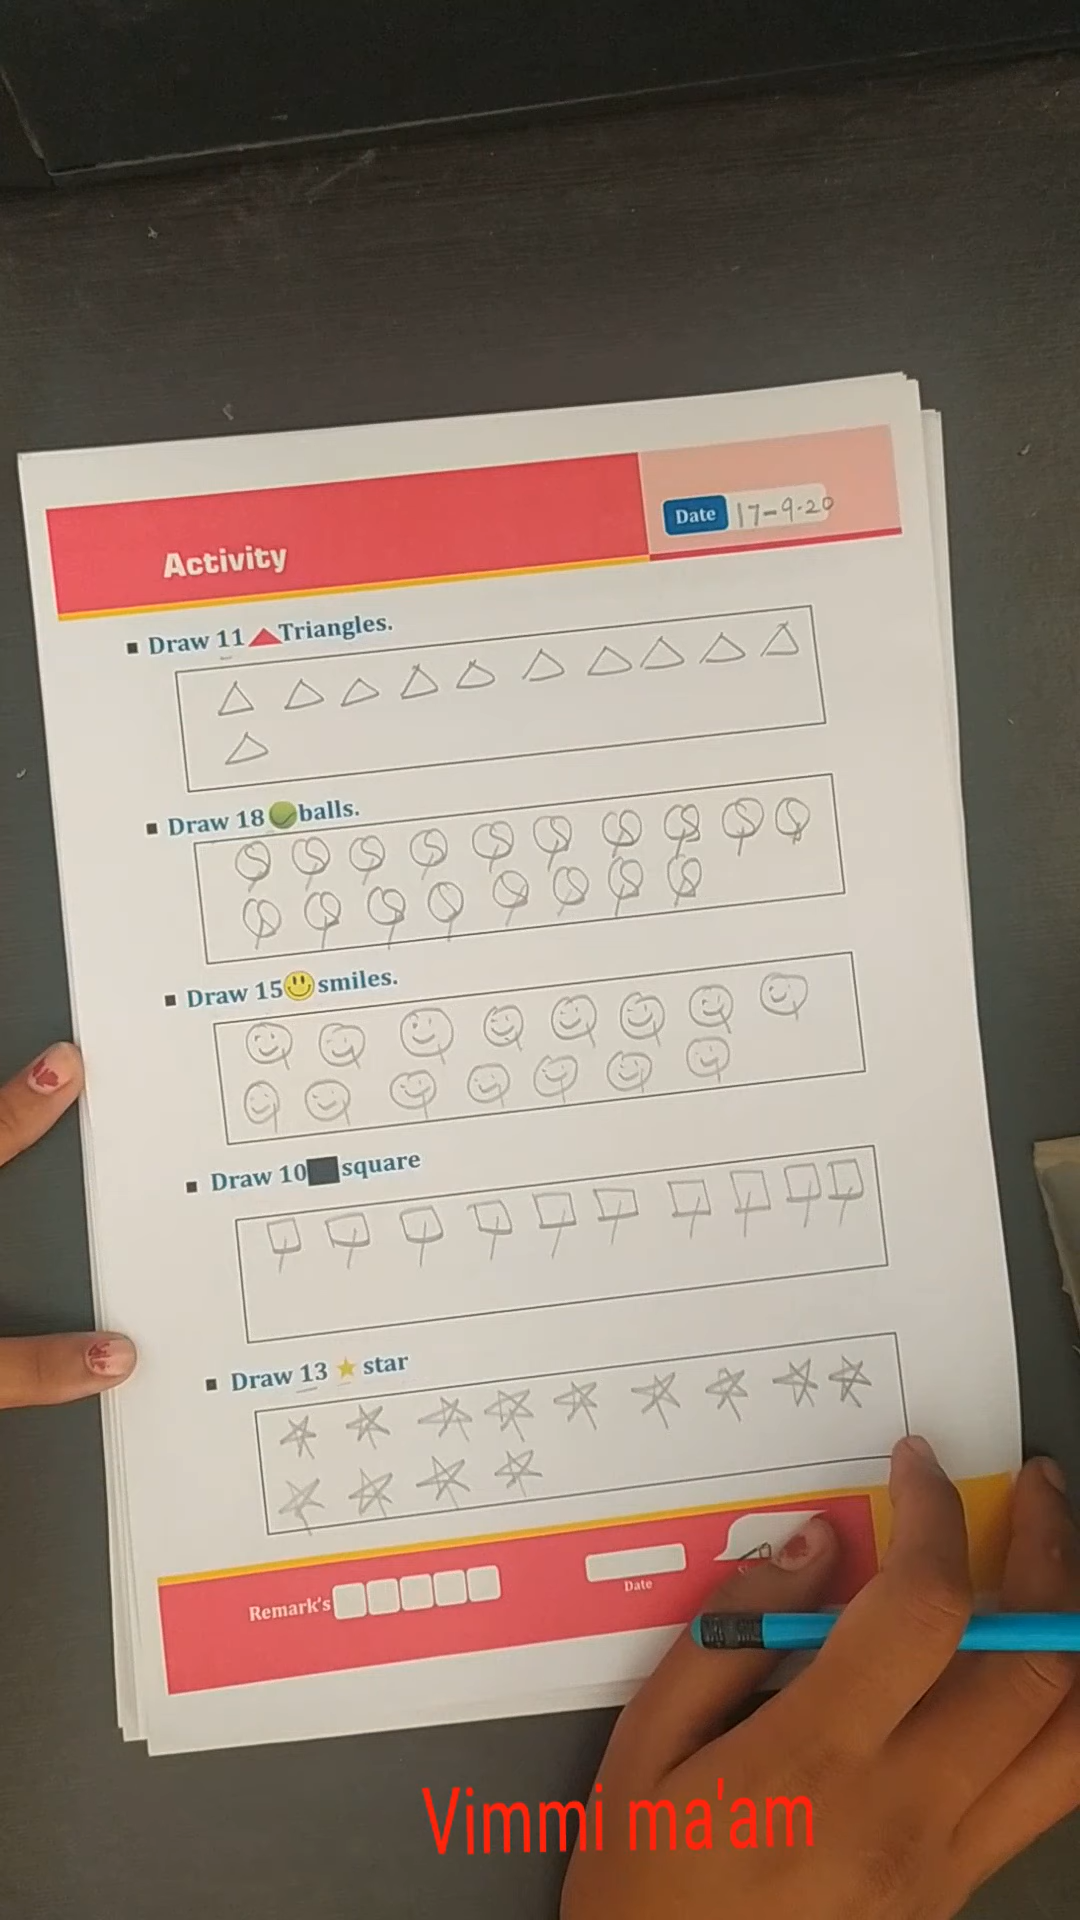 Activity
Date 17-9-20
Draw 11 Triangles.
Draw 18 balls.
Draw 15 smiles.
Draw 10 square
Draw 13 star
Remark's
Date
Vimmi ma'am